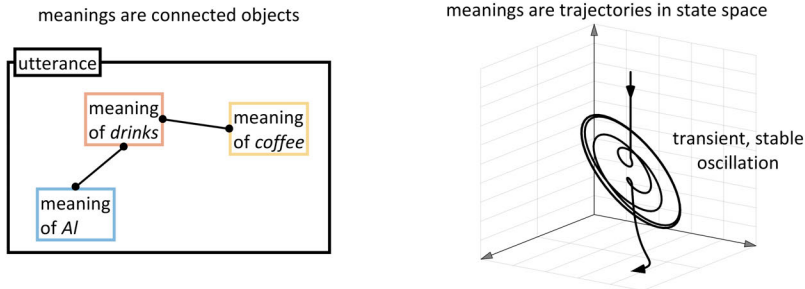 meanings are connected objects
utterance
meaning
of drinks
meaning
of coffee
meaning
of Al
meanings are trajectories in state space
transient, stable
oscillation